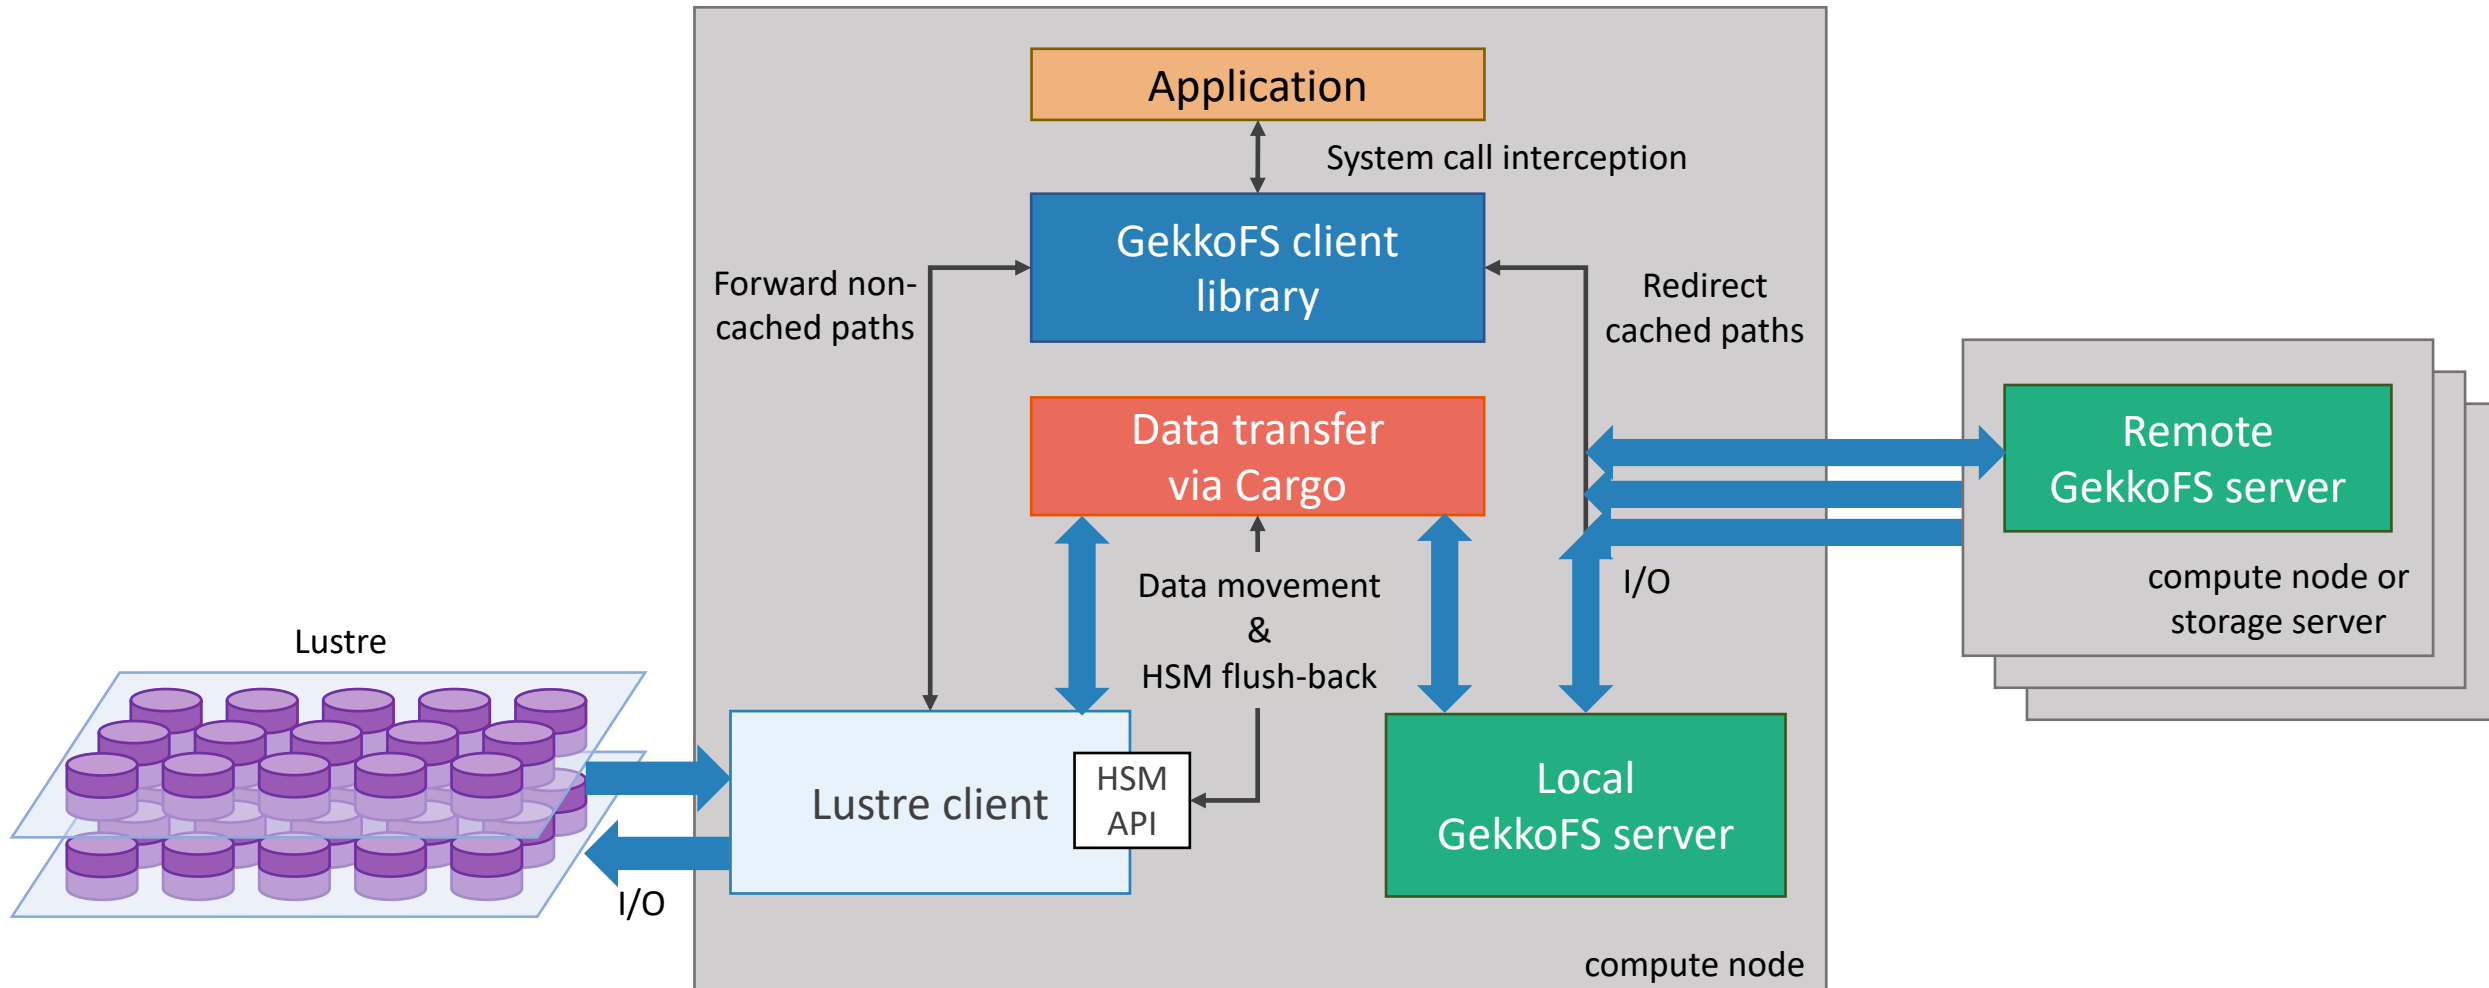 Application
System call interception
GekkoFS client
library
Forward non-
cached paths
Redirect
cached paths
Data transfer
via Cargo
Remote
GekkoFS server
compute node or
storage server
I/O
Data movement
&
HSM flush-back
Lustre
Lustre client
HSM
API
Local
GekkoFS server
I/O
compute node